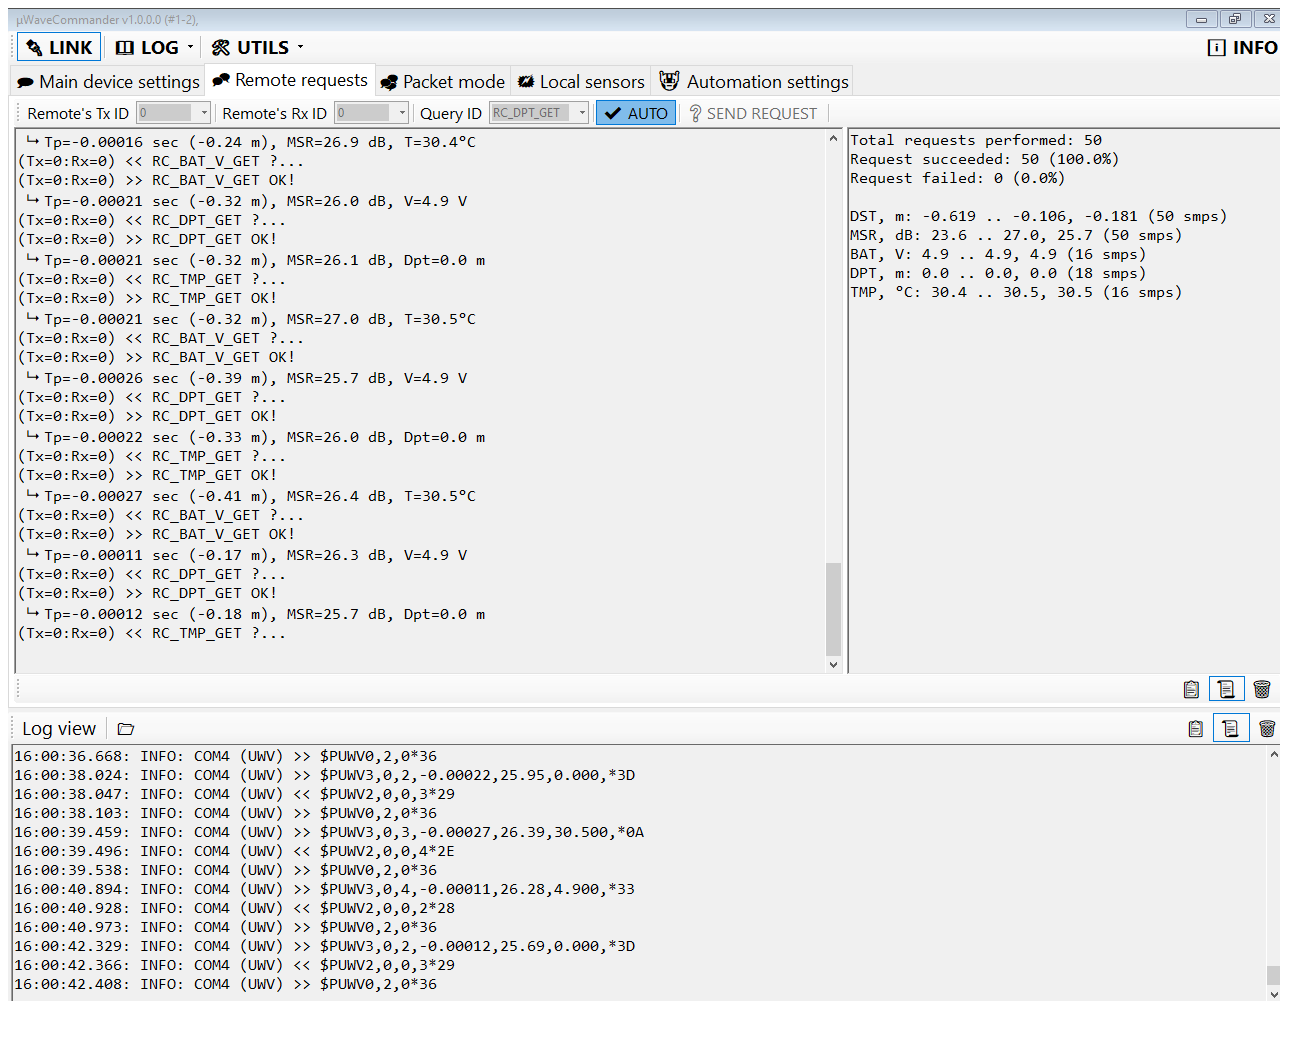 µWaveCommander v1.0.0.0 (#1-2),
LINK LOG UTILS INFO
Main device settings Remote requests Packet mode Local sensors Automation settings
Remote's Tx ID 0 Remote's Rx ID 0 Query ID RC_DPT_GET AUTO SEND REQUEST
↳Tp=-0.00016 sec (-0.24 m), MSR=26.9 dB, T=30.4ºC
(Tx=0:Rx=0) << RC_BAT_V_GET ?...
(Tx=0:Rx=0) >> RC_BAT_V_GET OK!
↳Tp=-0.00021 sec (-0.32 m), MSR=26.0 dB, V=4.9 V
(Tx=0:Rx=0) << RC_DPT_GET ?...
(Tx=0:Rx=0) >> RC_DPT_GET OK!
↳Tp=-0.00021 sec (-0.32 m), MSR=26.1 dB, Dpt=0.0 m
(Tx=0:Rx=0) << RC_TMP_GET ?...
(Tx=0:Rx=0) >> RC_TMP_GET OK!
↳Tp=-0.00021 sec (-0.32 m), MSR=27.0 dB, T=30.5ºC
(Tx=0:Rx=0) << RC_BAT_V_GET ?...
(Tx=0:Rx=0) >> RC_BAT_V_GET OK!
↳Tp=-0.00026 sec (-0.39 m), MSR=25.7 dB, V=4.9 V
(Tx=0:Rx=0) << RC_DPT_GET ?...
(Tx=0:Rx=0) >> RC_DPT_GET OK!
↳Tp=-0.00022 sec (-0.33 m), MSR=26.0 dB, Dpt=0.0 m
(Tx=0:Rx=0) << RC_TMP_GET ?...
(Tx=0:Rx=0) >> RC_TMP_GET OK!
↳Tp=-0.00027 sec (-0.41 m), MSR=26.4 dB, T=30.5ºC
(Tx=0:Rx=0) << RC_BAT_V_GET ?...
(Tx=0:Rx=0) >> RC_BAT_V_GET OK!
↳Tp=-0.00011 sec (-0.17 m), MSR=26.3 dB, V=4.9 V
(Tx=0:Rx=0) << RC_DPT_GET ?...
(Tx=0:Rx=0) >> RC_DPT_GET OK!
↳Tp=-0.00012 sec (-0.18 m), MSR=25.7 dB, Dpt=0.0 m
(Tx=0:Rx=0) << RC_TMP_GET ?...
Total requests performed: 50
Request succeeded: 50 (100.0%)
Request failed: 0 (0.0%)
DST, m: -0.619 .. -0.106, -0.181 (50 smps)
MSR, dB: 23.6 .. 27.0, 25.7 (50 smps)
BAT, V: 4.9 .. 4.9, 4.9 (16 smps)
DPT, m: 0.0 .. 0.0, 0.0 (18 smps)
TMP, ºC: 30.4 .. 30.5, 30.5 (16 smps)
Log view
16:00:36.668: INFO: COM4 (UWV) >> $PUWV0,2,0*36
16:00:38.024: INFO: COM4 (UWV) >> $PUWV3,0,2,-0.00022,25.95,0.000,*3D
16:00:38.047: INFO: COM4 (UWV) << $PUWV2,0,0,3*29
16:00:38.103: INFO: COM4 (UWV) >> $PUWV0,2,0*36
16:00:39.459: INFO: COM4 (UWV) >> $PUWV3,0,3,-0.00027,26.39,30.500,*0A
16:00:39.496: INFO: COM4 (UWV) << $PUWV2,0,0,4*2E
16:00:39.538: INFO: COM4 (UWV) >> $PUWV0,2,0*36
16:00:40.894: INFO: COM4 (UWV) >> $PUWV3,0,4,-0.00011,26.28,4.900,*33
16:00:40.928: INFO: COM4 (UWV) << $PUWV2,0,0,2*28
16:00:40.973: INFO: COM4 (UWV) >> $PUWV0,2,0*36
16:00:42.329: INFO: COM4 (UWV) >> $PUWV3,0,2,-0.00012,25.69,0.000,*3D
16:00:42.366: INFO: COM4 (UWV) << $PUWV2,0,0,3*29
16:00:42.408: INFO: COM4 (UWV) >> $PUWV0,2,0*36